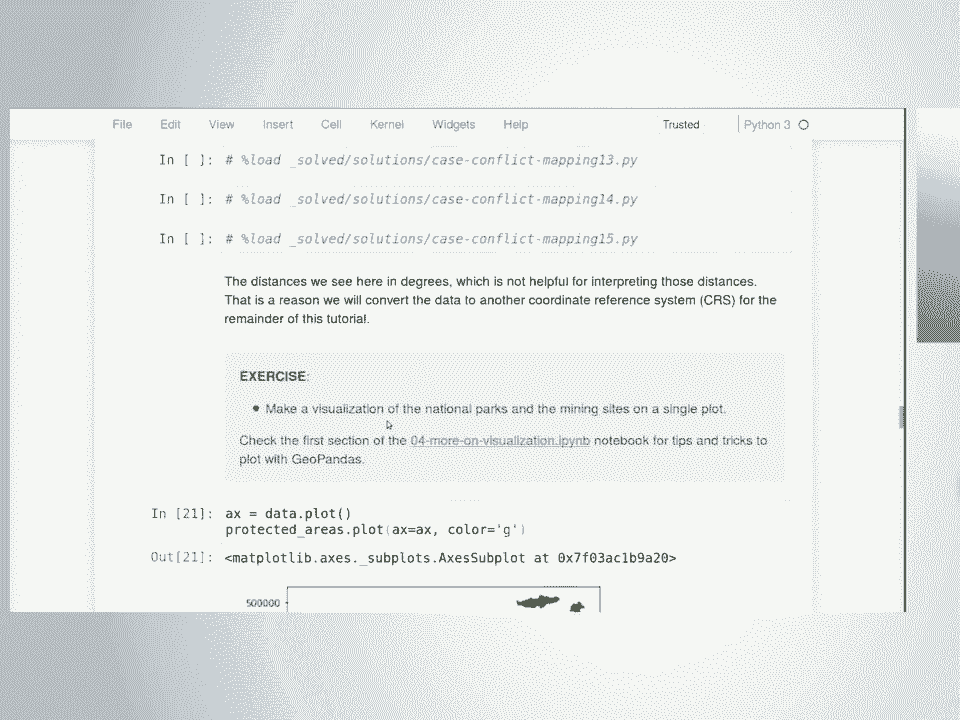 File Edit View Insert Cell Kernel Widgets Help Trusted Python 3
In [ ]: # %load _solved/solutions/case-conflict-mapping13.py
In [ ]: # %load _solved/solutions/case-conflict-mapping14.py
In [ ]: # %load _solved/solutions/case-conflict-mapping15.py
The distances we see here in degrees, which is not helpful for interpreting those distances.
That is a reason we will convert the data to another coordinate reference system (CRS) for the
remainder of this tutorial.
EXERCISE:
Make a visualization of the national parks and the mining sites on a single plot.
Check the first section of the 04-more-on-visualization.ipynb notebook for tips and tricks to
plot with GeoPandas.
In [21]: ax = data.plot()
protected_areas.plot(ax=ax, color='g')
Out[21]: <matplotlib.axes._subplots.AxesSubplot at 0x7f03ac1b9a20>
500000